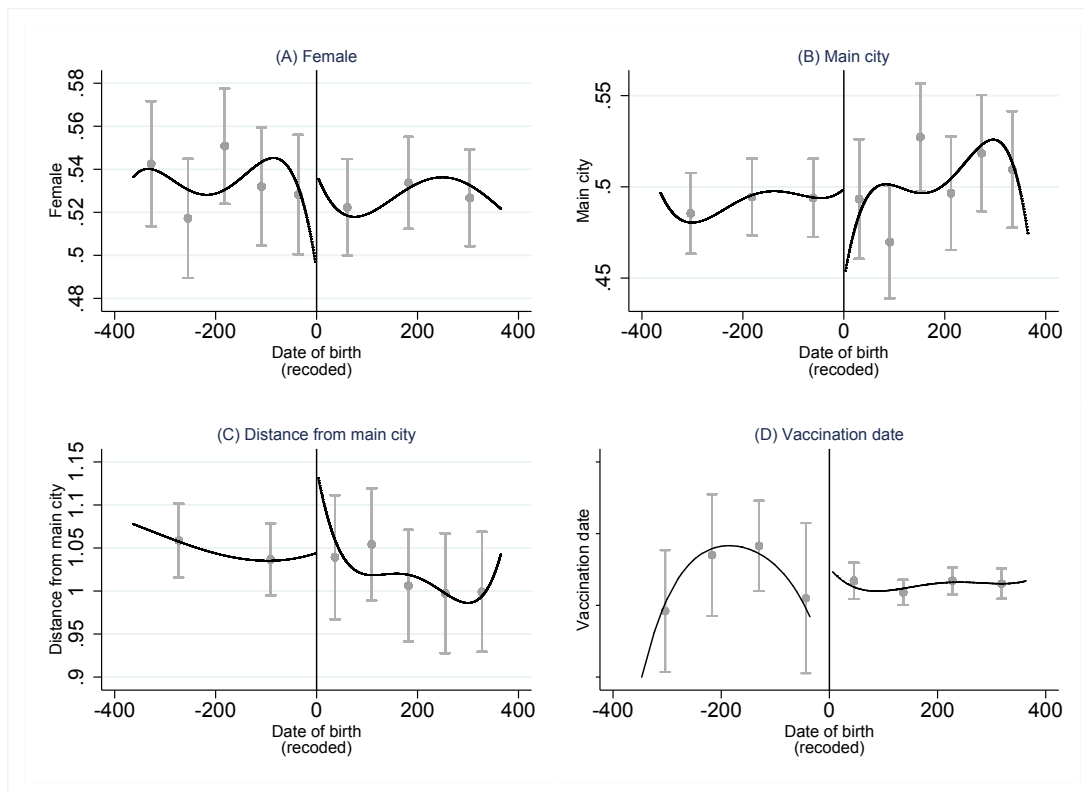 (A) Female
Female
.58
.56
.54
.52
.5
.48
-400 -200 0 200 400
Date of birth
(recoded)
(B) Main city
Main city
.55
.5
.45
-400 -200 0 200 400
Date of birth
(recoded)
(C) Distance from main city
Distance from main city
1.15
1.1
1.05
1
.95
.9
-400 -200 0 200 400
Date of birth
(recoded)
(D) Vaccination date
Vaccination date
-400 -200 0 200 400
Date of birth
(recoded)